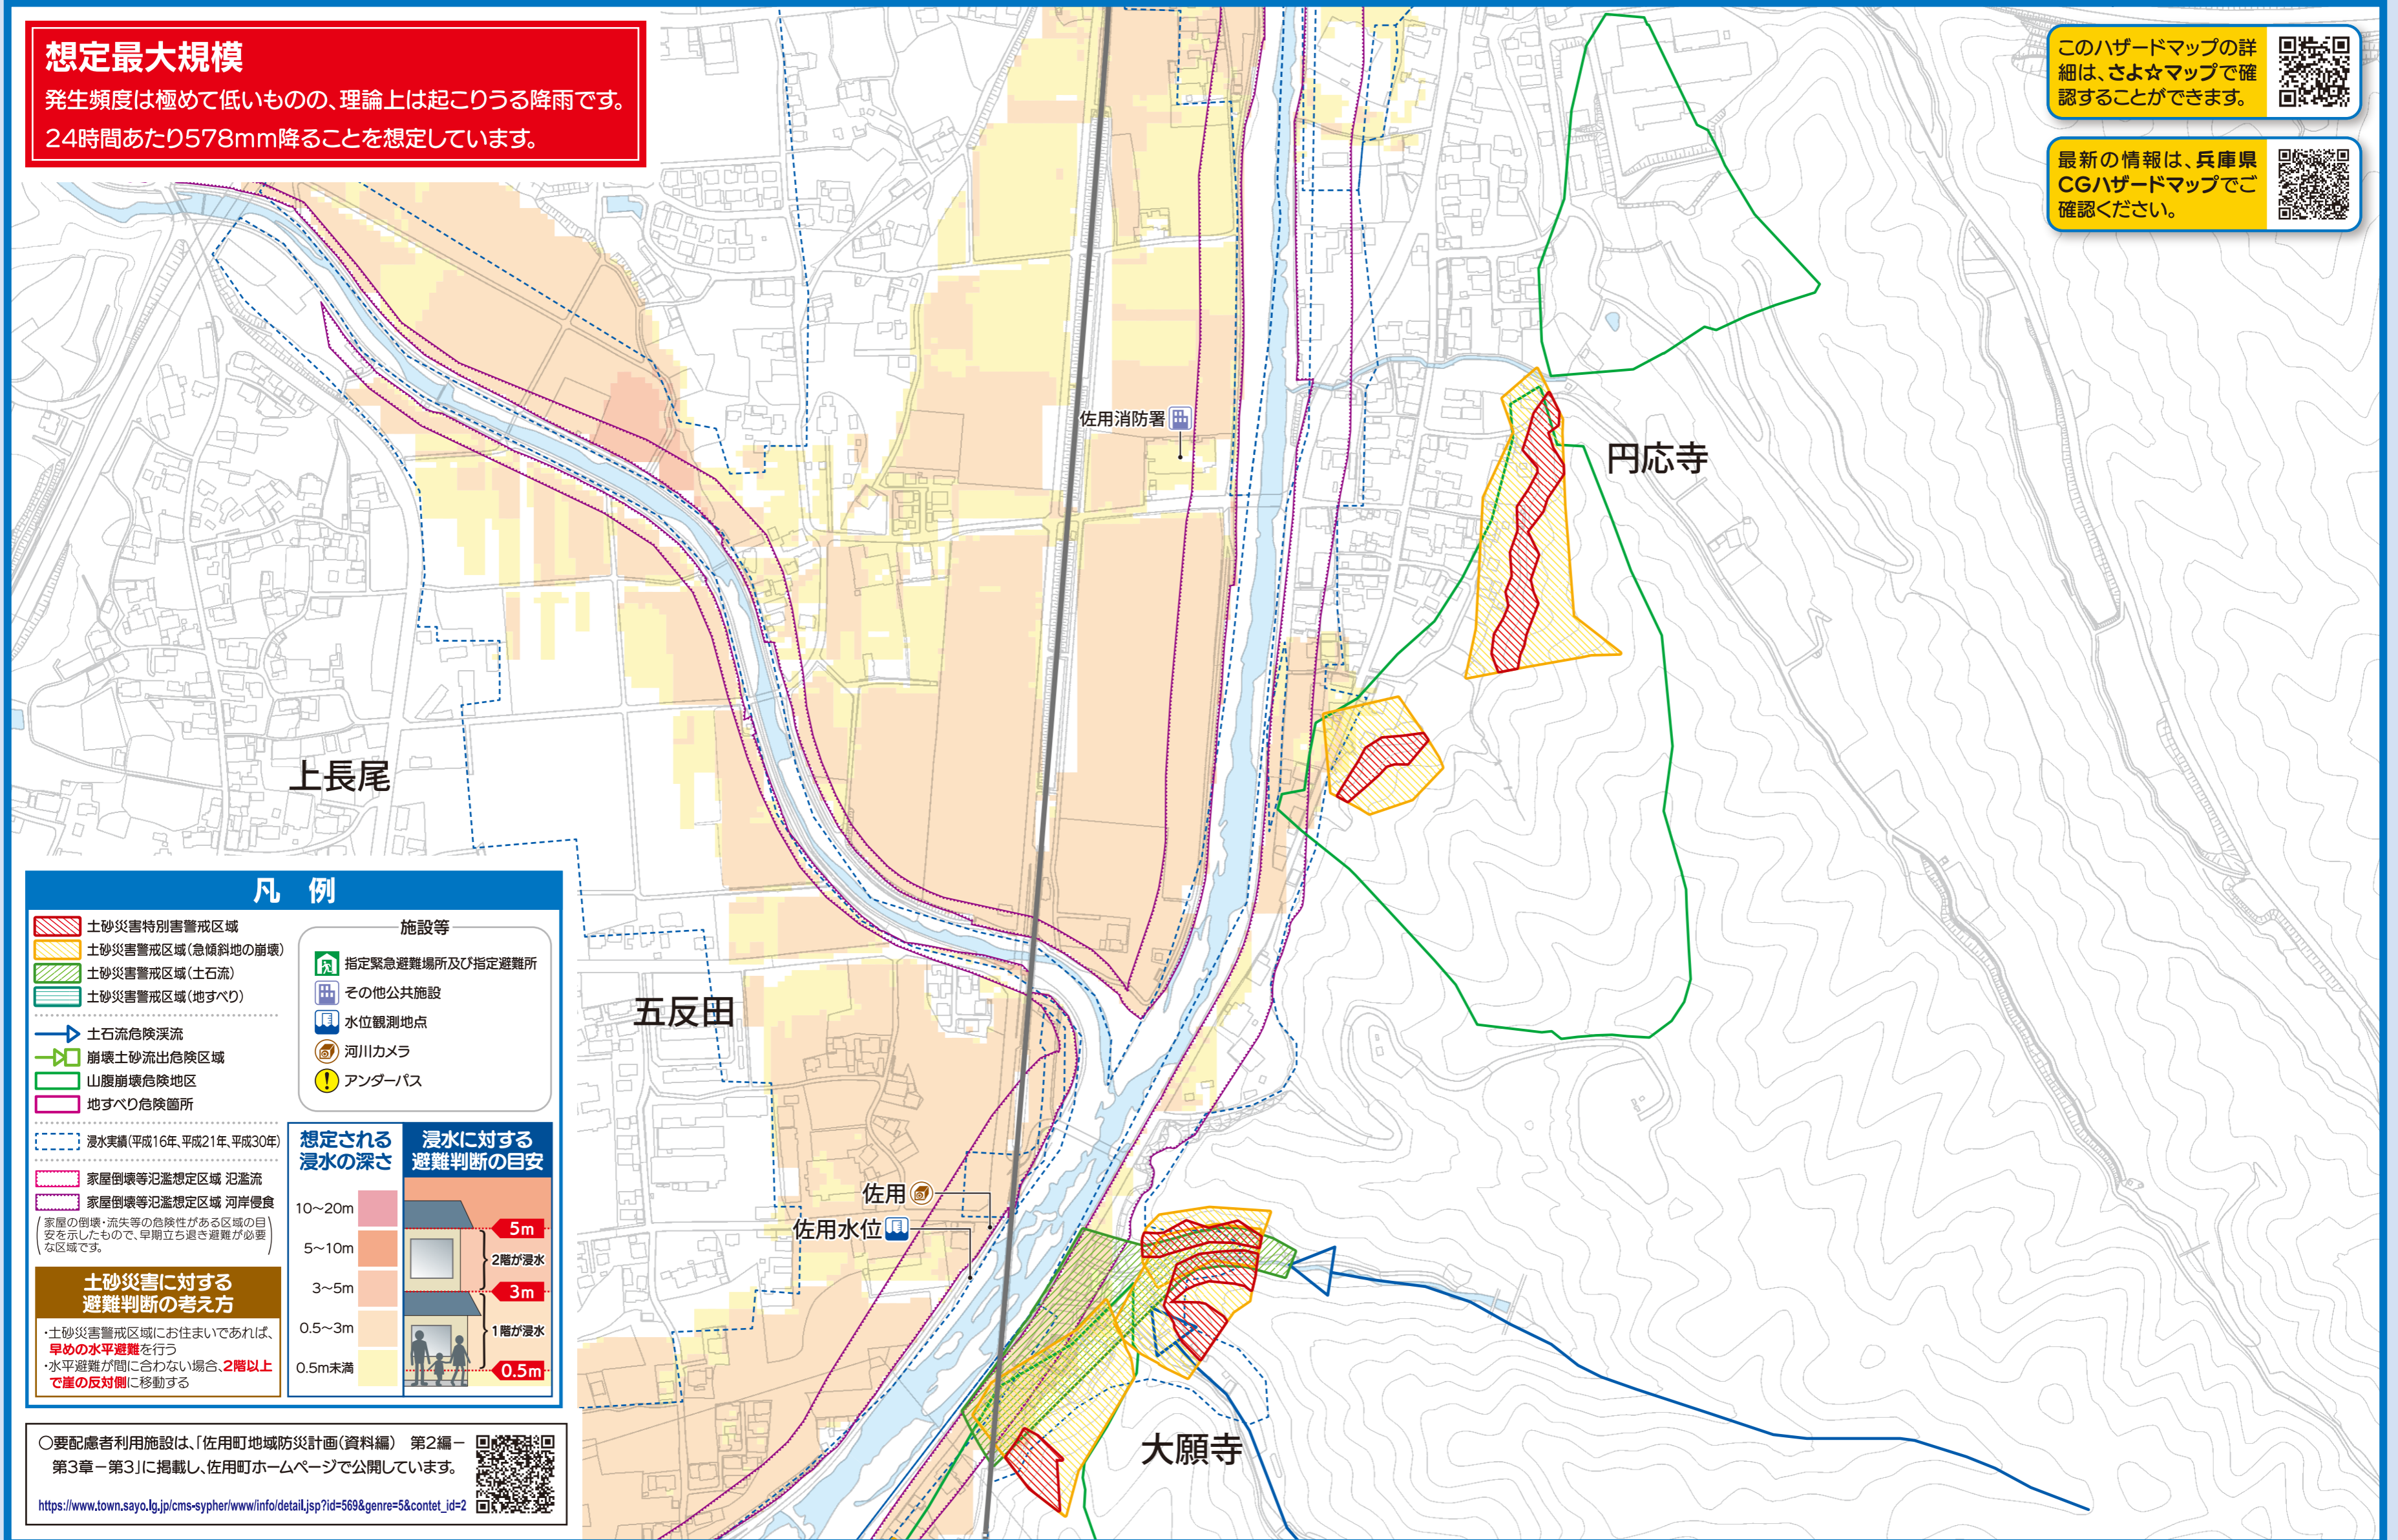 想定最大規模
発生頻度は極めて低いものの、理論上は起こりうる降雨です。
24時間あたり578mm降ることを想定しています。
このハザードマップの詳
細は、さよ☆マップで確
認することができます。
最新の情報は、兵庫県
CGハザードマップでご
確認ください。
佐用消防署
円応寺
上長尾
五反田
佐用
佐用水位
大願寺
凡 例
土砂災害特別害警戒区域
土砂災害警戒区域(急傾斜地の崩壊)
土砂災害警戒区域(土石流)
土砂災害警戒区域(地すべり)
土石流危険渓流
崩壊土砂流出危険区域
山腹崩壊危険地区
地すべり危険箇所
浸水実績(平成16年、平成21年、平成30年)
家屋倒壊等氾濫想定区域 氾濫流
家屋倒壊等氾濫想定区域 河岸侵食
(家屋の倒壊・流失等の危険性がある区域の目
安を示したもので、早期立ち退き避難が必要
な区域です。)
施設等
指定緊急避難場所及び指定避難所
その他公共施設
水位観測地点
河川カメラ
アンダーパス
土砂災害に対する
避難判断の考え方
・土砂災害警戒区域にお住まいであれば、
早めの水平避難を行う
・水平避難が間に合わない場合、2階以上
で崖の反対側に移動する
想定される
浸水の深さ
10〜20m
5〜10m
3〜5m
0.5〜3m
0.5m未満
浸水に対する
避難判断の目安
5m
2階が浸水
3m
1階が浸水
0.5m
○要配慮者利用施設は、「佐用町地域防災計画(資料編) 第2編−
第3章−第3」に掲載し、佐用町ホームページで公開しています。
https://www.town.sayo.lg.jp/cms-sypher/www/info/detail.jsp?id=569&genre=5&contet_id=2